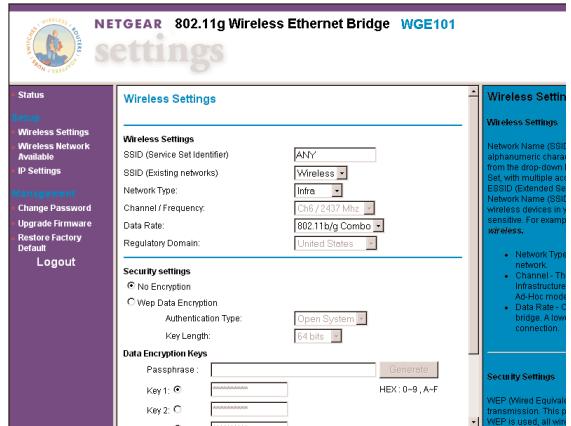 NETGEAR 802.11g Wireless Ethernet Bridge WGE101
settings
SWITCHES ROUTERS ADAPTERS HUBS
Status
Setup
Wireless Settings
Wireless Network
Available
IP Settings
Management
Change Password
Upgrade Firmware
Restore Factory
Default
Logout
Wireless Settings
Wireless Settings
SSID (Service Set Identifier) ANY
SSID (Existing networks) Wireless
Network Type: Infra
Channel / Frequency: Ch6 / 2437 Mhz
Data Rate: 802.11b/g Combo
Regulatory Domain: United States
Security settings
No Encryption
Wep Data Encryption
Authentication Type: Open System
Key Length: 64 bits
Data Encryption Keys
Passphrase : Generate
Key 1: HEX : 0~9 , A~F
Key 2:
Wireless Settin
Wireless Settings
Network Name (SSID
alphanumeric charac
from the drop-down
Set, with multiple acc
ESSID (Extended Se
Network Name (SSID
wireless devices in y
sensitive. For examp
wireless.
Network Type
network.
Channel - Th
Infrastructure
Ad-Hoc mode
Data Rate - C
bridge. A low
connection.
Security Settings
WEP (Wired Equivale
transmission. This p
WEP is used, all wire